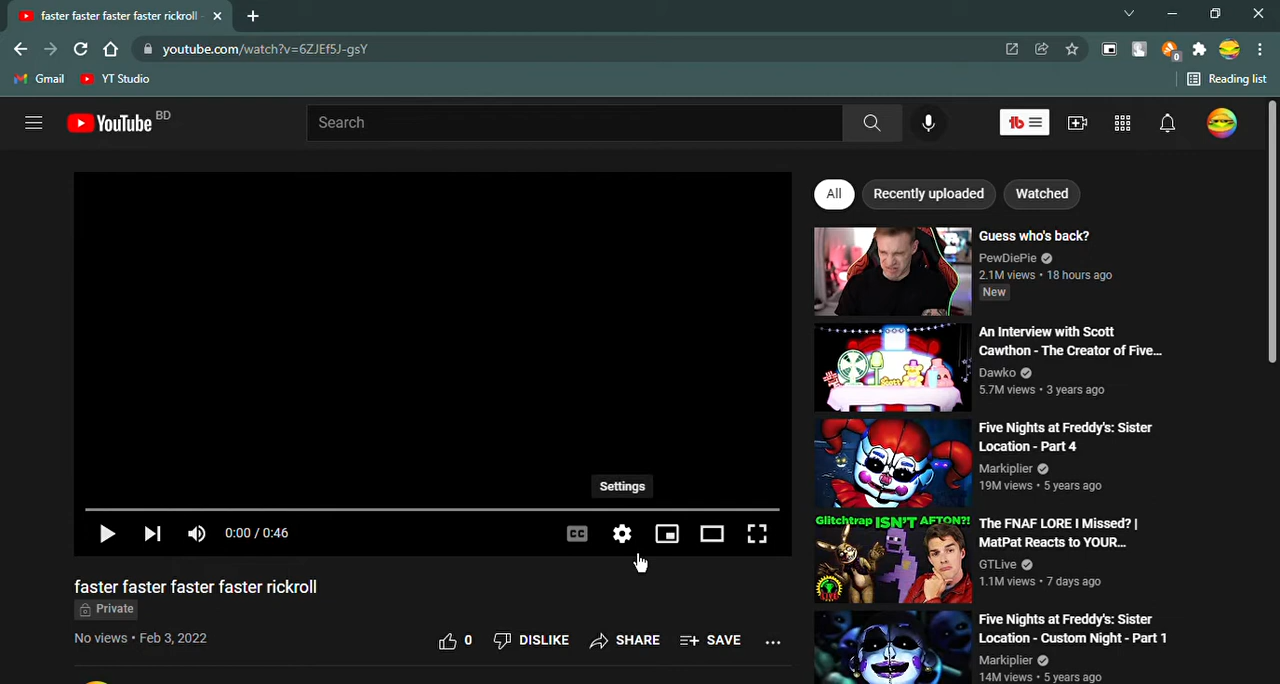 faster faster faster faster rickroll -
youtube.com/watch?v=6ZJEf5J-gsY
0
Gmail
YT Studio
Reading list
YouTube BD
Search
tb
All
Recently uploaded
Watched
Guess who's back?
PewDiePie
2.1M views • 18 hours ago
New
An Interview with Scott
Cawthon - The Creator of Five...
Dawko
5.7M views • 3 years ago
Five Nights at Freddy's: Sister
Location - Part 4
Markiplier
19M views • 5 years ago
Glitchtrap ISN'T AFTON?!
The FNAF LORE I Missed? |
MatPat Reacts to YOUR...
GTLive
1.1M views • 7 days ago
Five Nights at Freddy's: Sister
Location - Custom Night - Part 1
Markiplier
14M views • 5 years ago
Settings
0:00 / 0:46
CC
faster faster faster faster rickroll
Private
No views • Feb 3, 2022
0
DISLIKE
SHARE
SAVE